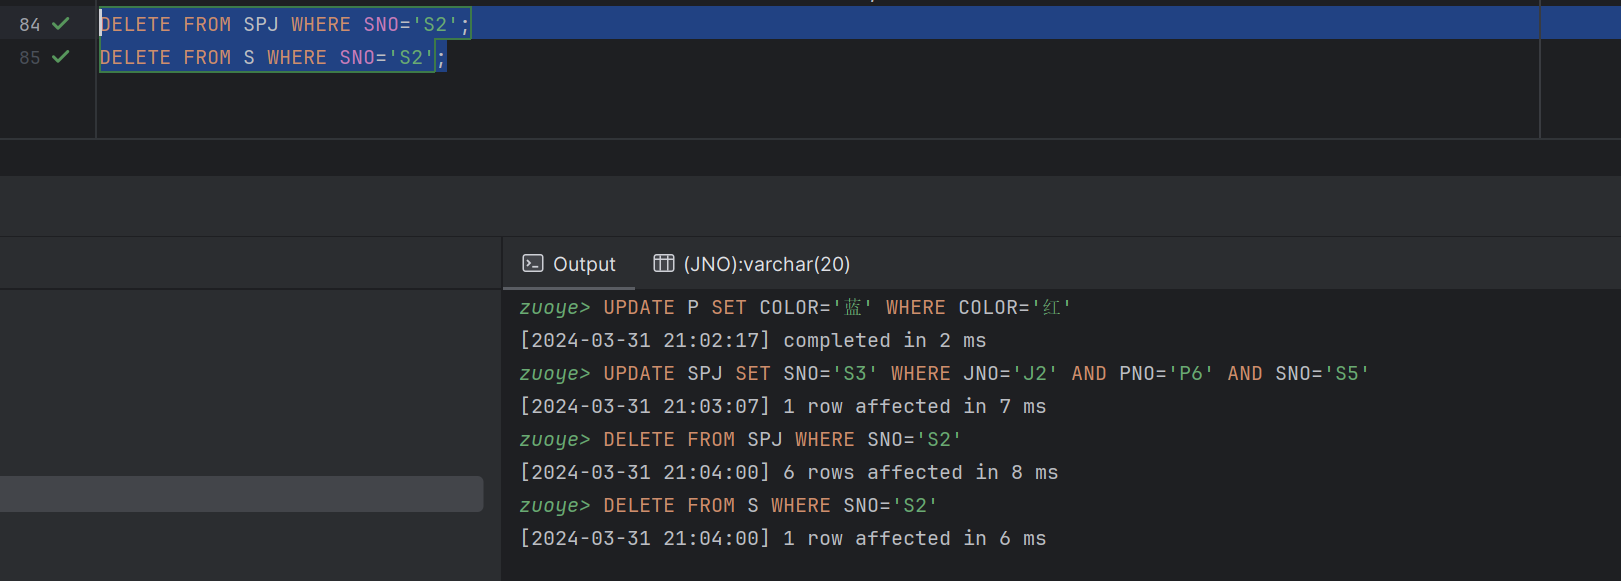 84 DELETE FROM SPJ WHERE SNO='S2';
85 DELETE FROM S WHERE SNO='S2';
Output (JNO):varchar(20)
zuoye> UPDATE P SET COLOR='蓝' WHERE COLOR='红'
[2024-03-31 21:02:17] completed in 2 ms
zuoye> UPDATE SPJ SET SNO='S3' WHERE JNO='J2' AND PNO='P6' AND SNO='S5'
[2024-03-31 21:03:07] 1 row affected in 7 ms
zuoye> DELETE FROM SPJ WHERE SNO='S2'
[2024-03-31 21:04:00] 6 rows affected in 8 ms
zuoye> DELETE FROM S WHERE SNO='S2'
[2024-03-31 21:04:00] 1 row affected in 6 ms